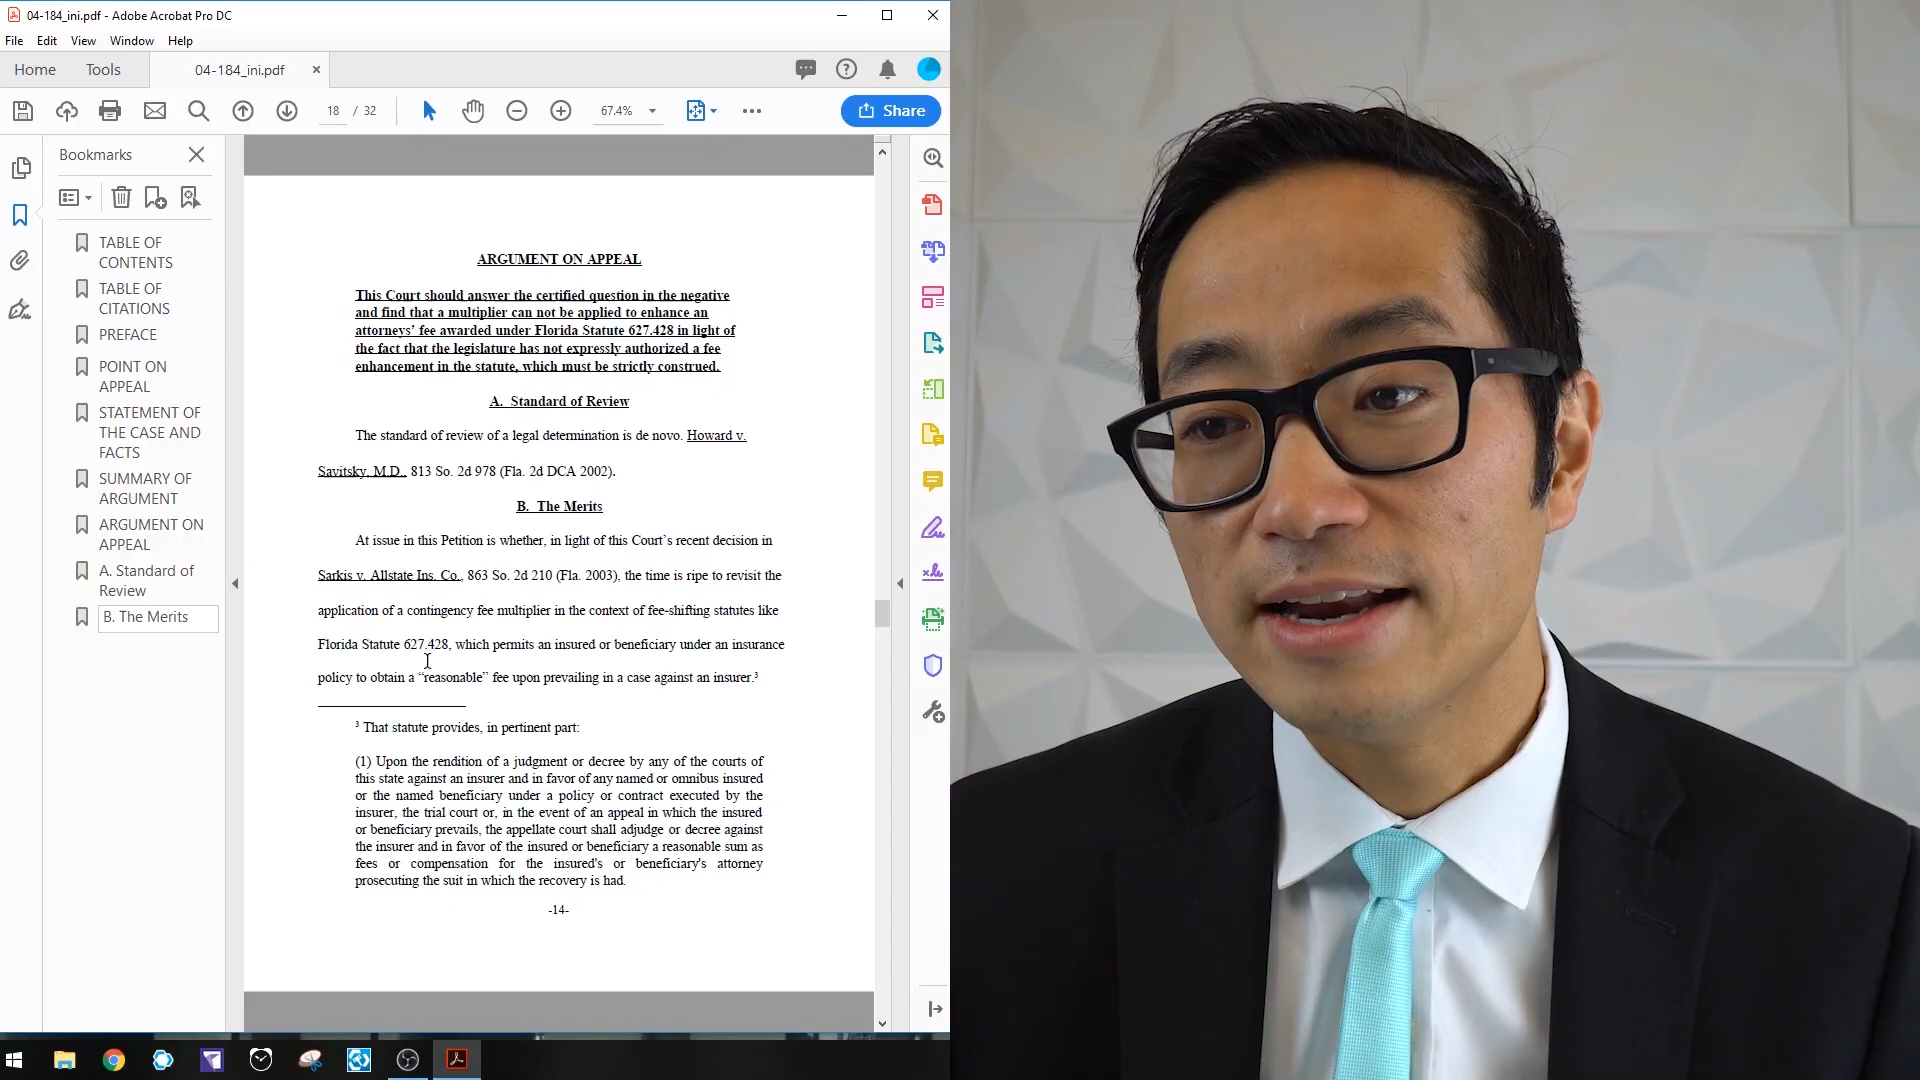 04-184_ini.pdf - Adobe Acrobat Pro DC
File Edit View Window Help
Home Tools 04-184_ini.pdf
18 / 32 67.4% Share
Bookmarks
TABLE OF
CONTENTS
TABLE OF
CITATIONS
PREFACE
POINT ON
APPEAL
STATEMENT OF
THE CASE AND
FACTS
SUMMARY OF
ARGUMENT
ARGUMENT ON
APPEAL
A. Standard of
Review
B. The Merits
ARGUMENT ON APPEAL
This Court should answer the certified question in the negative
and find that a multiplier can not be applied to enhance an
attorneys’ fee awarded under Florida Statute 627.428 in light of
the fact that the legislature has not expressly authorized a fee
enhancement in the statute, which must be strictly construed.
A. Standard of Review
The standard of review of a legal determination is de novo. Howard v.
Savitsky, M.D., 813 So. 2d 978 (Fla. 2d DCA 2002).
B. The Merits
At issue in this Petition is whether, in light of this Court’s recent decision in
Sarkis v. Allstate Ins. Co., 863 So. 2d 210 (Fla. 2003), the time is ripe to revisit the
application of a contingency fee multiplier in the context of fee-shifting statutes like
Florida Statute 627.428, which permits an insured or beneficiary under an insurance
policy to obtain a “reasonable” fee upon prevailing in a case against an insurer.³
³ That statute provides, in pertinent part:
(1) Upon the rendition of a judgment or decree by any of the courts of
this state against an insurer and in favor of any named or omnibus insured
or the named beneficiary under a policy or contract executed by the
insurer, the trial court or, in the event of an appeal in which the insured
or beneficiary prevails, the appellate court shall adjudge or decree against
the insurer and in favor of the insured or beneficiary a reasonable sum as
fees or compensation for the insured's or beneficiary's attorney
prosecuting the suit in which the recovery is had.
-14-